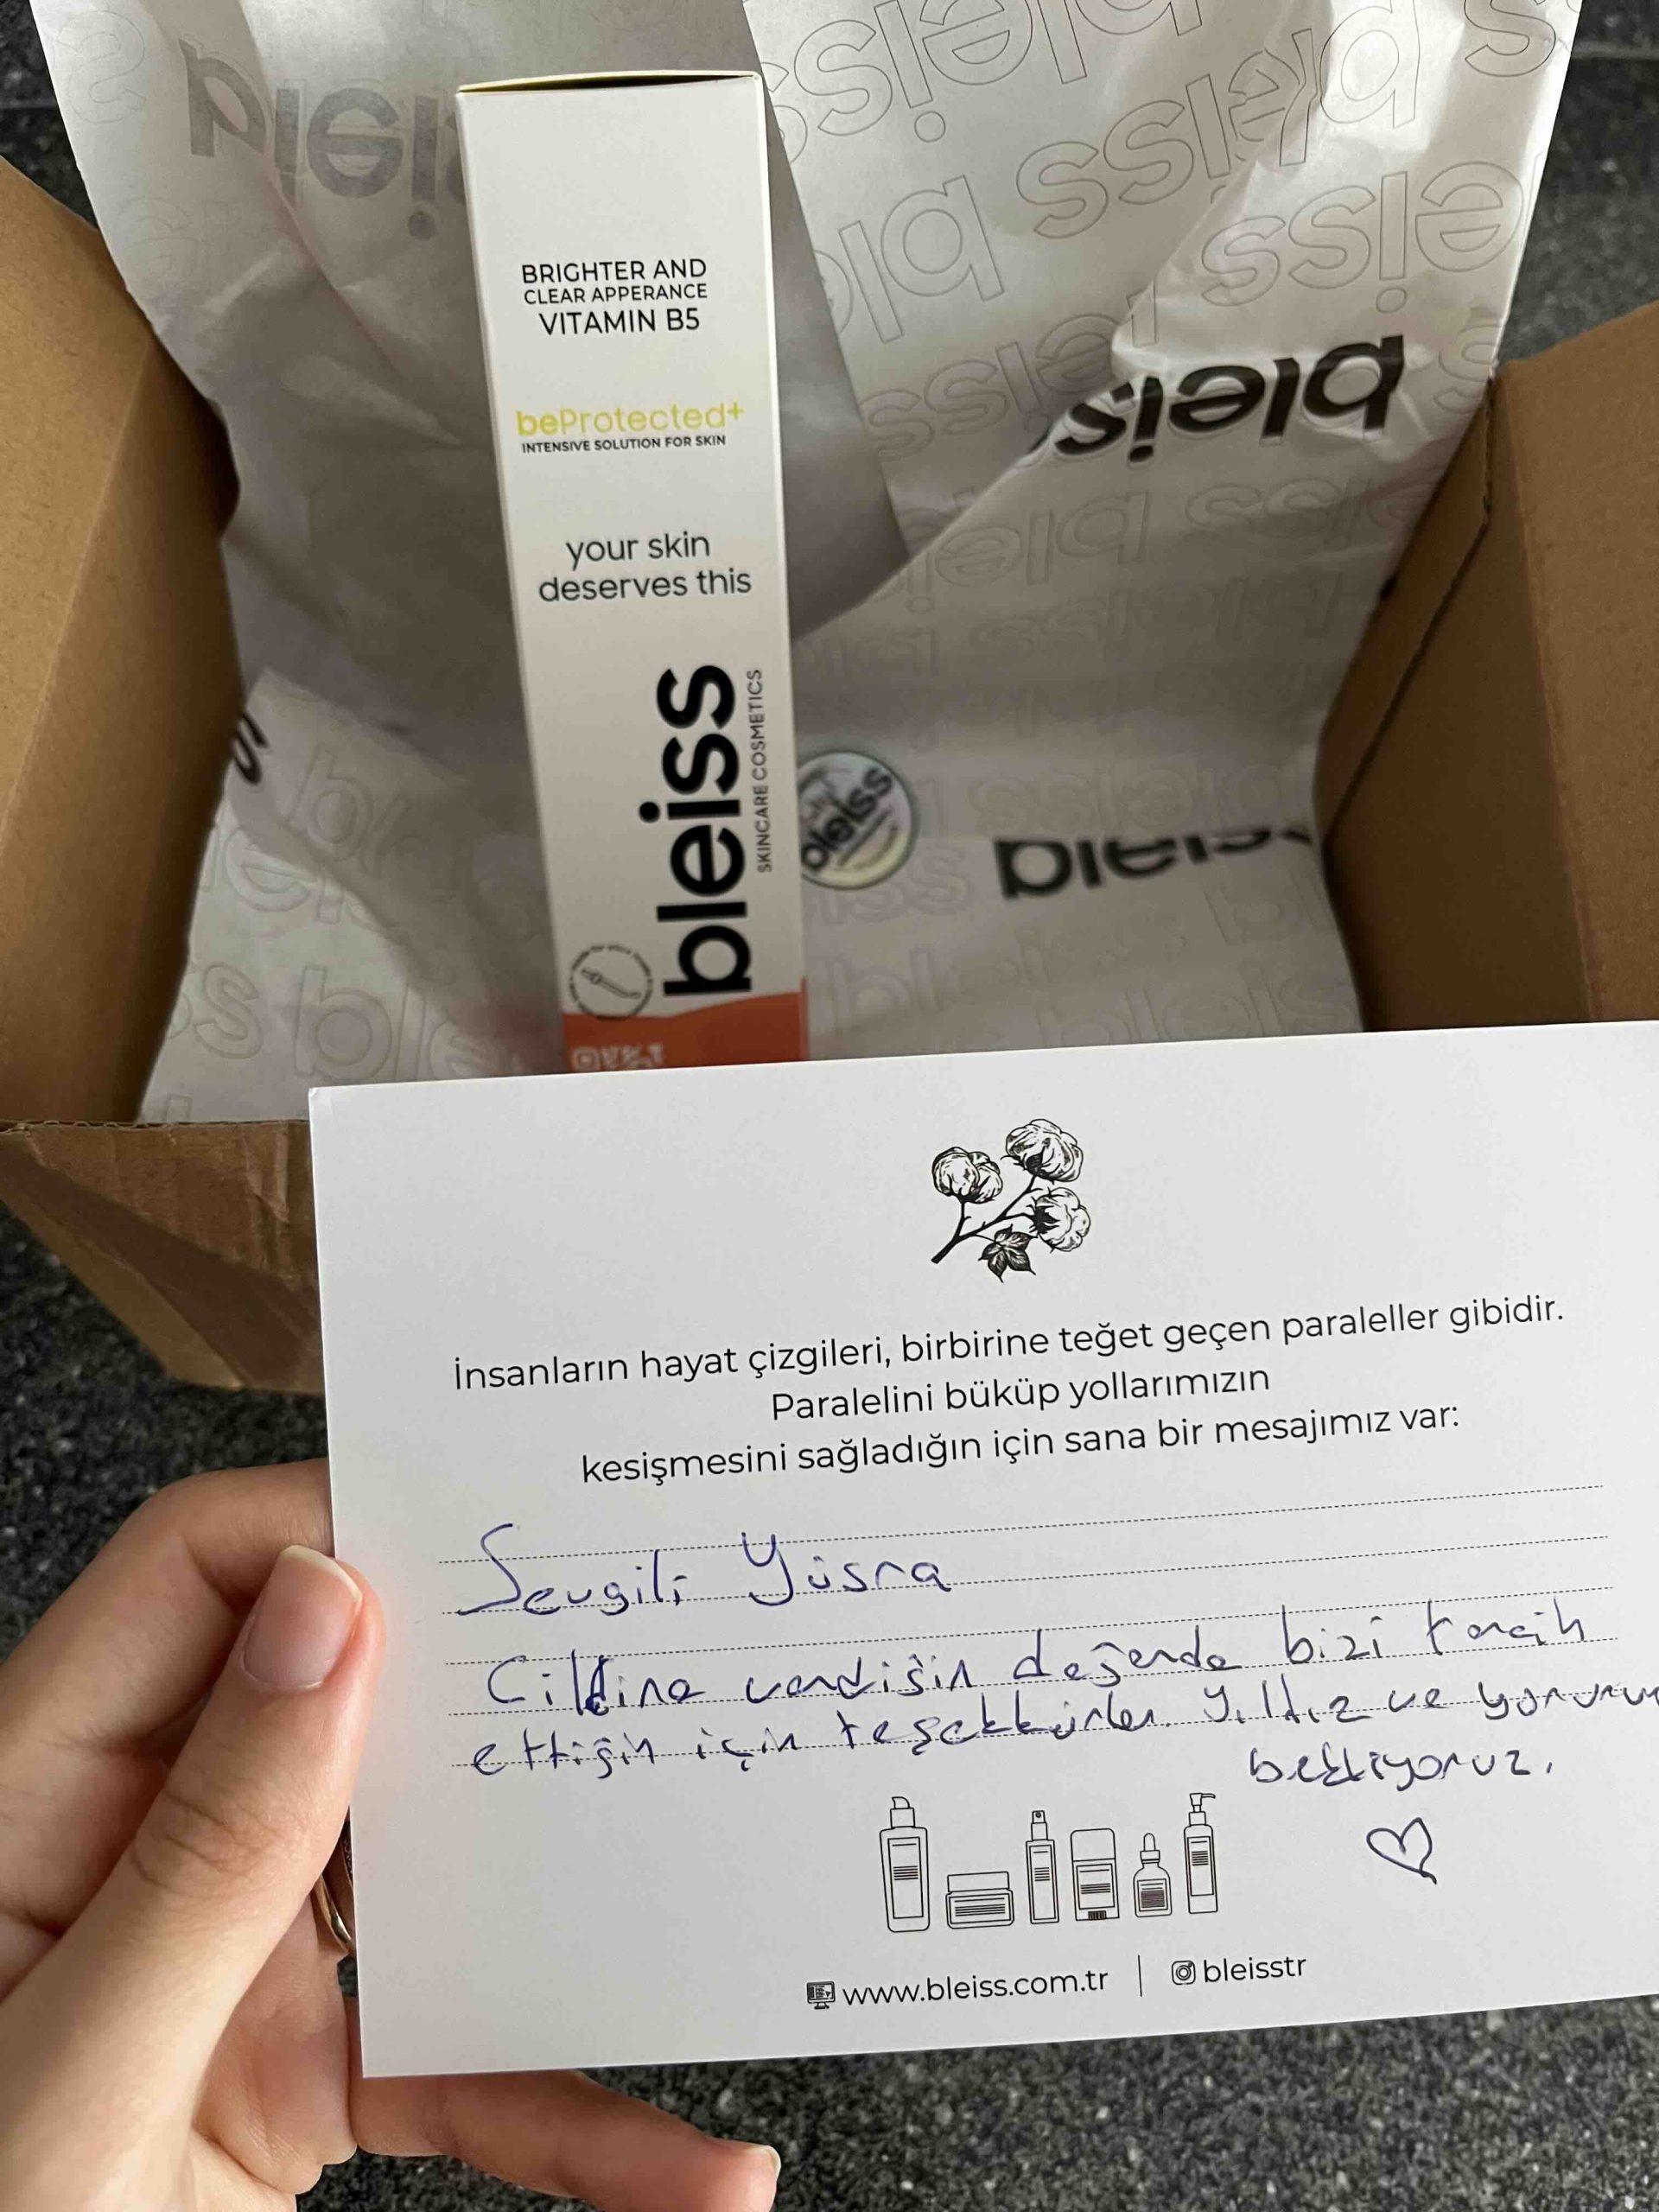 BRIGHTER AND
CLEAR APPERANCE
VITAMIN B5
beProtected+
INTENSIVE SOLUTION FOR SKIN
your skin
deserves this
bleiss
SKINCARE COSMETICS
bleiss
bleiss
İnsanların hayat çizgileri, birbirine teğet geçen paraleller gibidir.
Paralelini büküp yollarımızın
kesişmesini sağladığın için sana bir mesajımız var:
Sevgili Yüsra
Cildine verdiğin değerde bizi tercih
ettiğin için teşekkürler. Yıldız ve yorumunu
bekliyoruz.
www.bleiss.com.tr | bleisstr